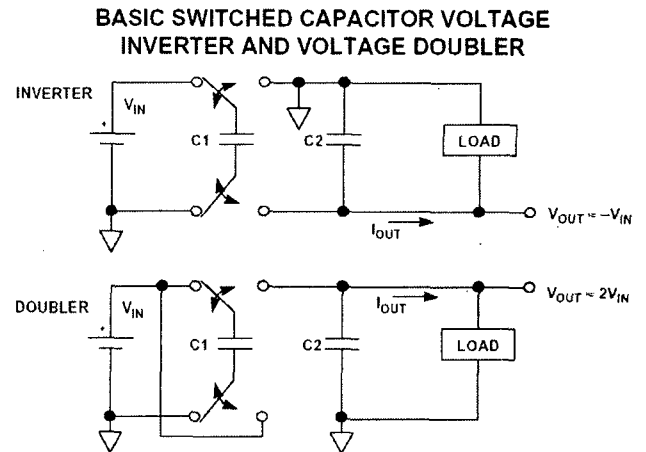 BASIC SWITCHED CAPACITOR VOLTAGE
INVERTER AND VOLTAGE DOUBLER
INVERTER
VIN
+
C1
C2
LOAD
IOUT
VOUT ≈ -VIN
DOUBLER
VIN
+
C1
C2
IOUT
VOUT ≈ 2VIN
LOAD